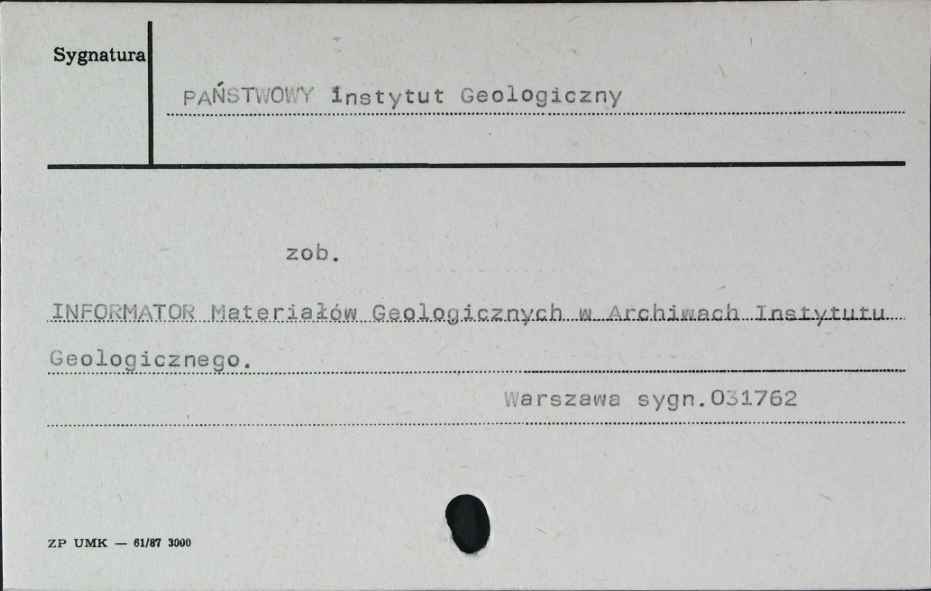 Sygnatura
PAŃSTWOWY Instytut Geologiczny
zob.
INFORMATOR Materiałów Geologicznych w Archiwach Instytutu
Geologicznego.
Warszawa sygn.031762
ZP UMK — 61/87 3000